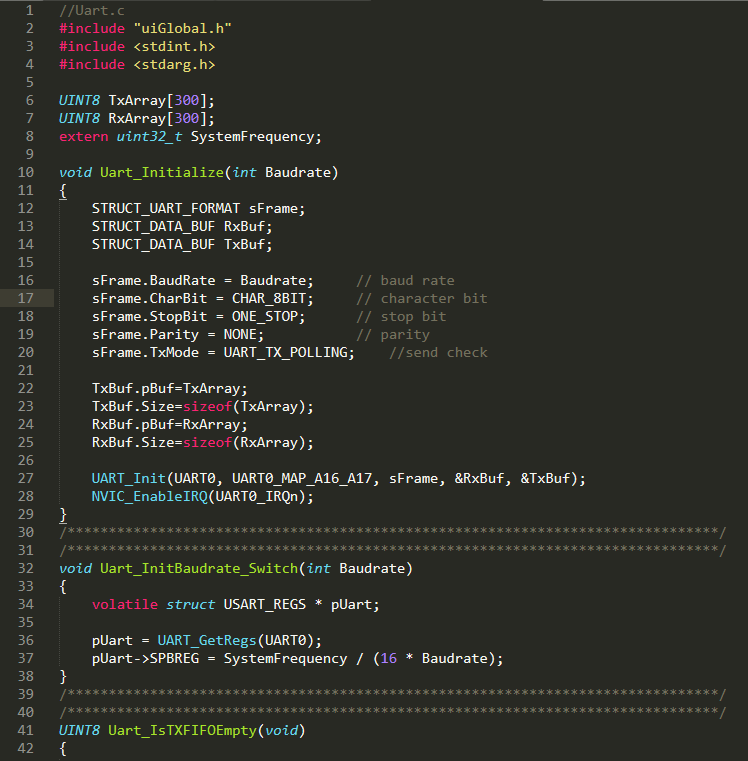 1 //Uart.c
2 #include "uiGlobal.h"
3 #include <stdint.h>
4 #include <stdarg.h>
5
6 UINT8 TxArray[300];
7 UINT8 RxArray[300];
8 extern uint32_t SystemFrequency;
9
10 void Uart_Initialize(int Baudrate)
11 {
12     STRUCT_UART_FORMAT sFrame;
13     STRUCT_DATA_BUF RxBuf;
14     STRUCT_DATA_BUF TxBuf;
15
16     sFrame.BaudRate = Baudrate;     // baud rate
17     sFrame.CharBit = CHAR_8BIT;     // character bit
18     sFrame.StopBit = ONE_STOP;      // stop bit
19     sFrame.Parity = NONE;           // parity
20     sFrame.TxMode = UART_TX_POLLING;    //send check
21
22     TxBuf.pBuf=TxArray;
23     TxBuf.Size=sizeof(TxArray);
24     RxBuf.pBuf=RxArray;
25     RxBuf.Size=sizeof(RxArray);
26
27     UART_Init(UART0, UART0_MAP_A16_A17, sFrame, &RxBuf, &TxBuf);
28     NVIC_EnableIRQ(UART0_IRQn);
29 }
30 /*******************************************************************************/
31 /*******************************************************************************/
32 void Uart_InitBaudrate_Switch(int Baudrate)
33 {
34     volatile struct USART_REGS * pUart;
35
36     pUart = UART_GetRegs(UART0);
37     pUart->SPBREG = SystemFrequency / (16 * Baudrate);
38 }
39 /*******************************************************************************/
40 /*******************************************************************************/
41 UINT8 Uart_IsTXFIFOEmpty(void)
42 {